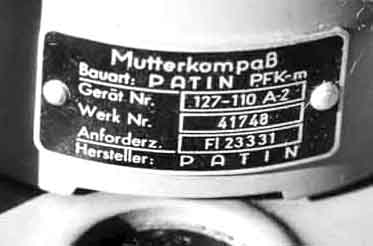 Mutterkompaß
Bauart: PATIN PFK-m
Gerät Nr. 127-110 A-2
Werk Nr. 41748
Anforderz. Fl 23331
Hersteller: PATIN